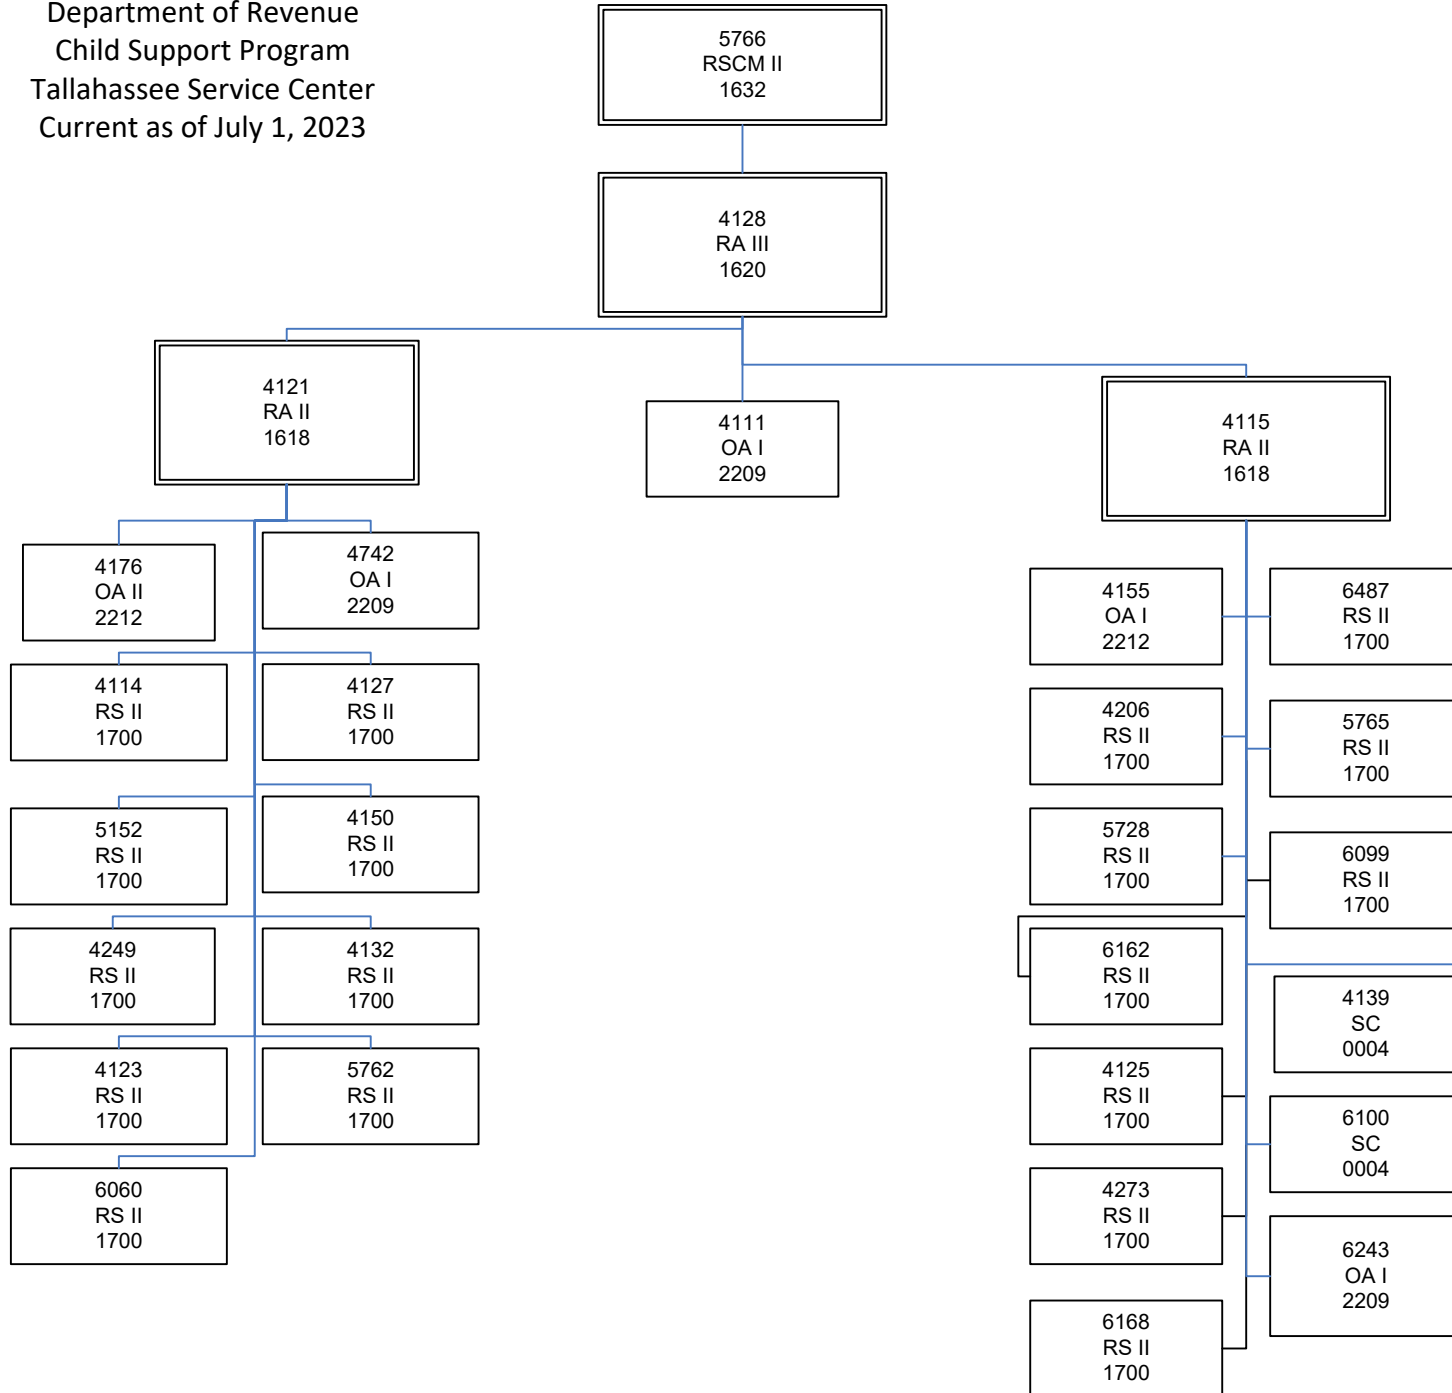 Department of Revenue
Child Support Program
Tallahassee Service Center
Current as of July 1, 2023
5766
RSCM II
1632
4128
RA III
1620
4121
RA II
1618
4111
OA I
2209
4115
RA II
1618
4176
OA II
2212
4742
OA I
2209
4114
RS II
1700
4127
RS II
1700
5152
RS II
1700
4150
RS II
1700
4249
RS II
1700
4132
RS II
1700
4123
RS II
1700
5762
RS II
1700
6060
RS II
1700
4155
OA I
2212
6487
RS II
1700
4206
RS II
1700
5765
RS II
1700
5728
RS II
1700
6099
RS II
1700
6162
RS II
1700
4139
SC
0004
4125
RS II
1700
6100
SC
0004
4273
RS II
1700
6243
OA I
2209
6168
RS II
1700